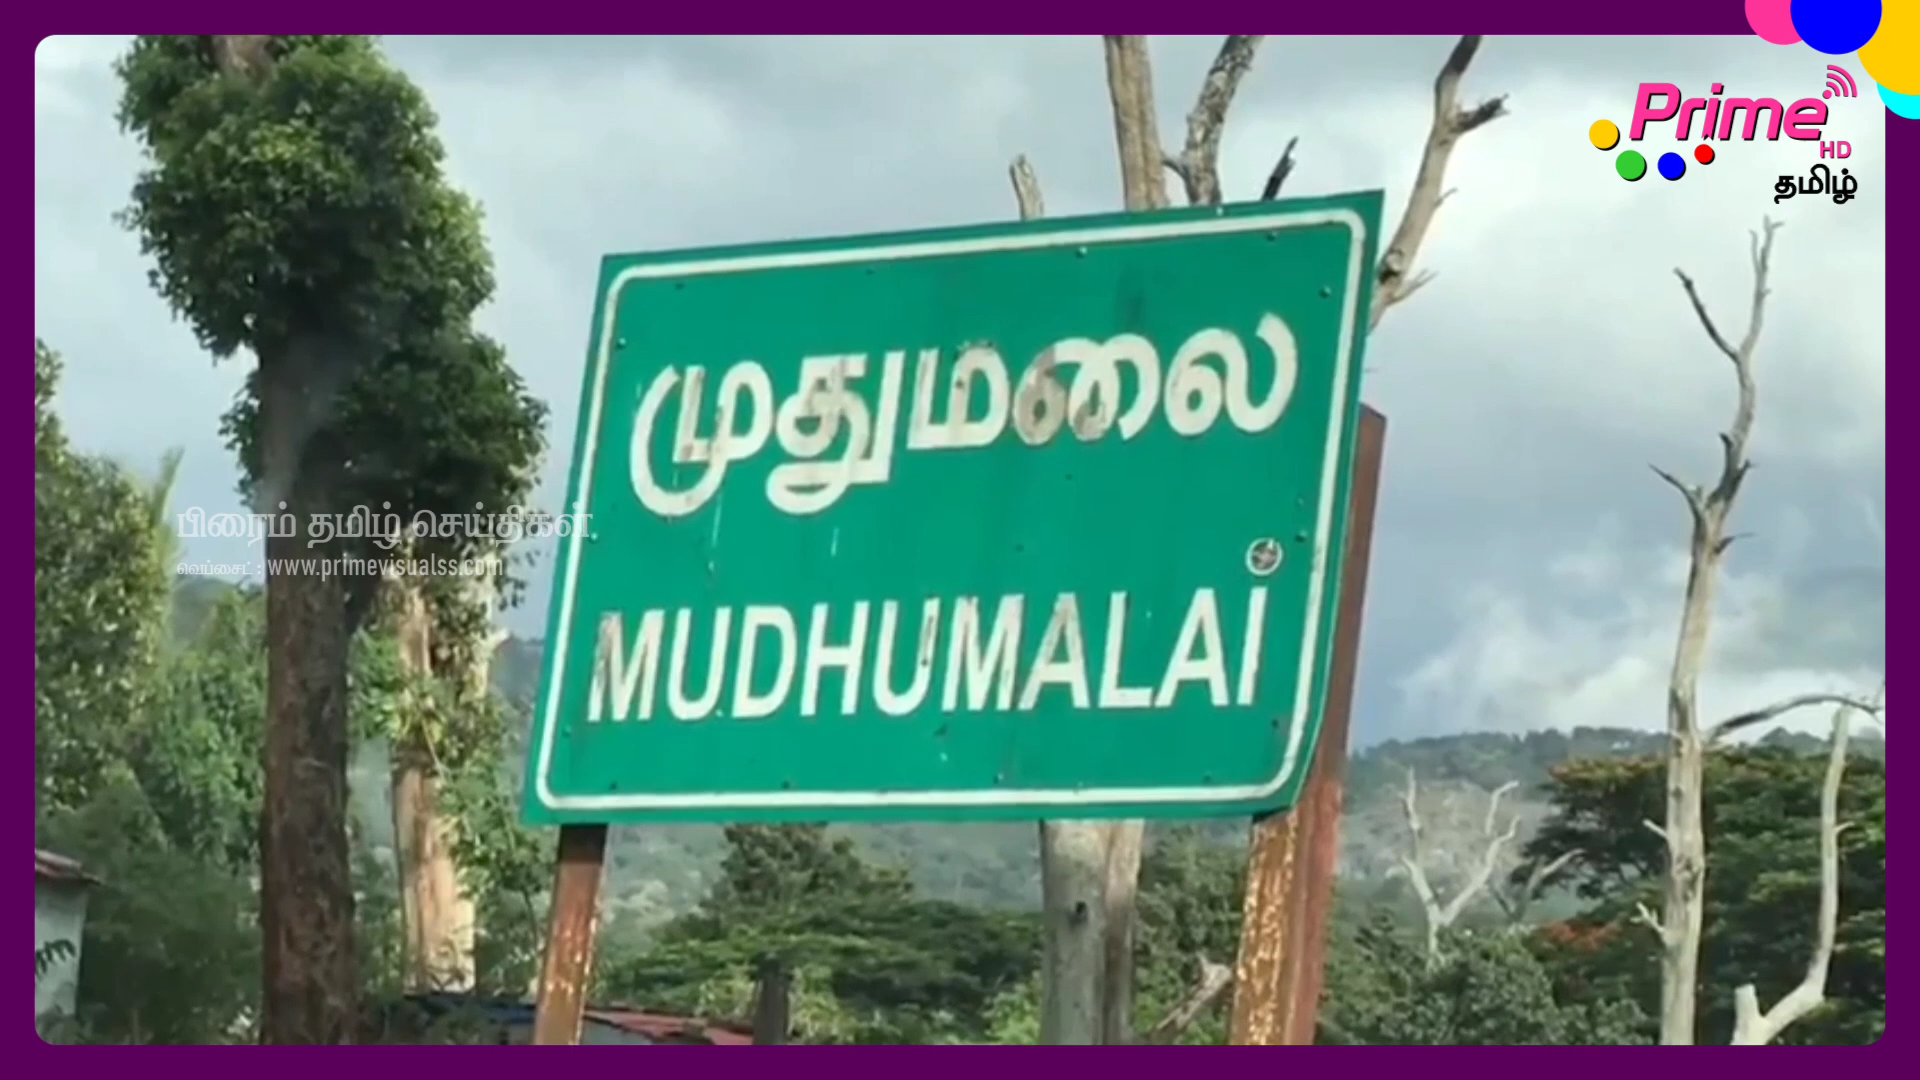 Prime
HD
தமிழ்
முதுமலை
பிரைம் தமிழ் செய்திகள்
வெப்சைட் : www.primevisualss.com
MUDHUMALAI